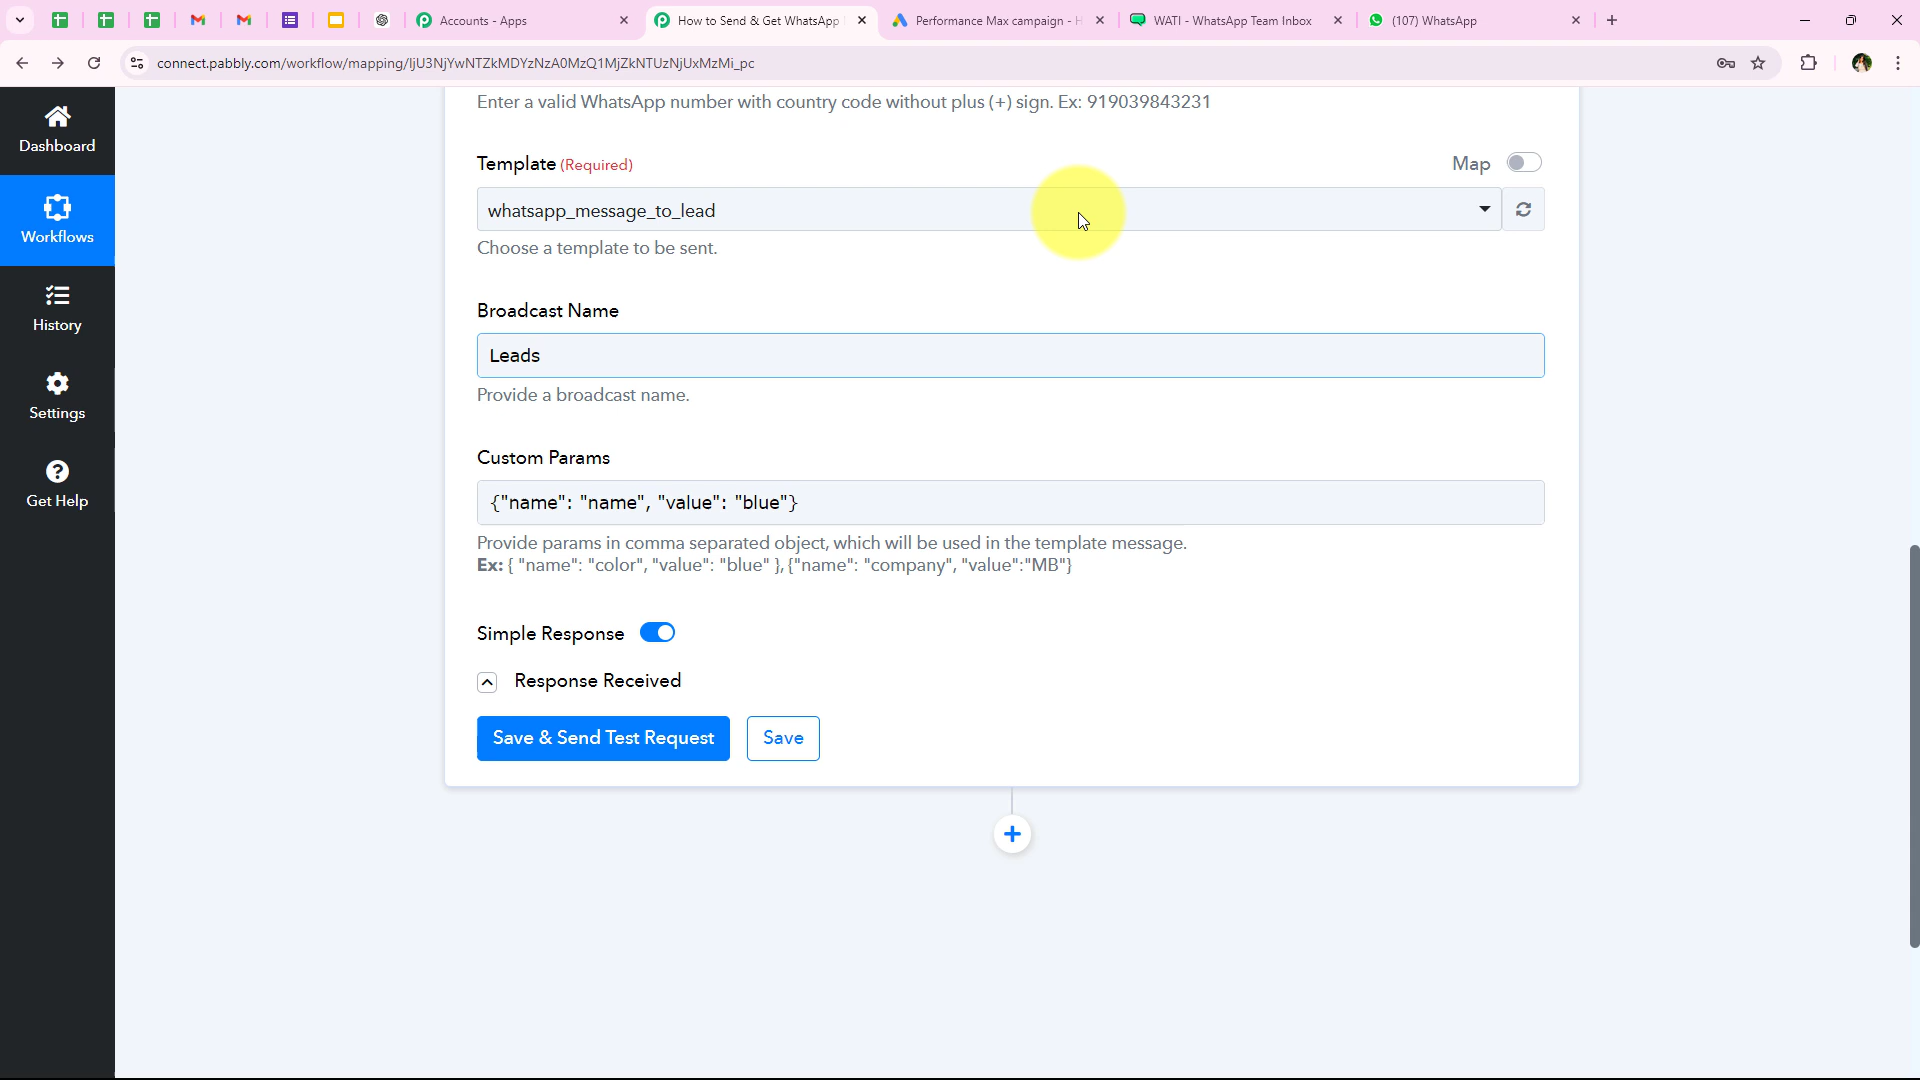 Accounts - Apps
How to Send & Get WhatsApp
Performance Max campaign - H
WATI - WhatsApp Team Inbox
(107) WhatsApp
connect.pabbly.com/workflow/mapping/IjU3NjYwNTZkMDYzNzA0MzQ1MjZkNTUzNjUxMzMi_pc
Dashboard
Workflows
History
Settings
Get Help
Enter a valid WhatsApp number with country code without plus (+) sign. Ex: 919039843231
Template (Required)
Map
whatsapp_message_to_lead
Choose a template to be sent.
Broadcast Name
Leads
Provide a broadcast name.
Custom Params
{"name": "name", "value": "blue"}
Provide params in comma separated object, which will be used in the template message.
Ex: { "name": "color", "value": "blue" },{"name": "company", "value":"MB"}
Simple Response
Response Received
Save & Send Test Request
Save